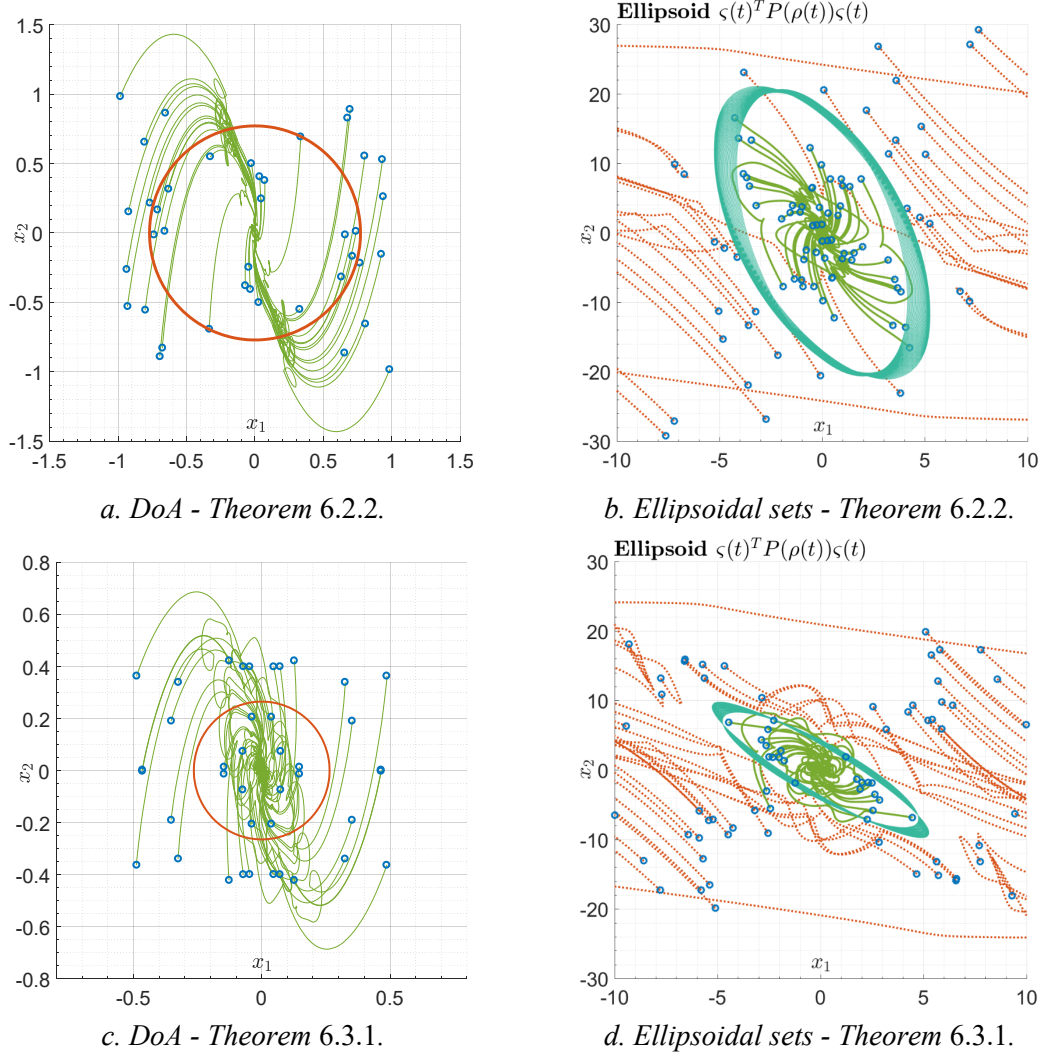 1.5
1
0.5
0
-0.5
-1
-1.5
x₂
x₁
-1.5 -1 -0.5 0 0.5 1 1.5
a. DoA - Theorem 6.2.2.
Ellipsoid ς(t)ᵀP(ρ(t))ς(t)
30
20
10
0
-10
-20
-30
x₂
x₁
-10 -5 0 5 10
b. Ellipsoidal sets - Theorem 6.2.2.
0.8
0.6
0.4
0.2
0
-0.2
-0.4
-0.6
-0.8
x₂
x₁
-0.5 0 0.5
c. DoA - Theorem 6.3.1.
Ellipsoid ς(t)ᵀP(ρ(t))ς(t)
30
20
10
0
-10
-20
-30
x₂
x₁
-10 -5 0 5 10
d. Ellipsoidal sets - Theorem 6.3.1.